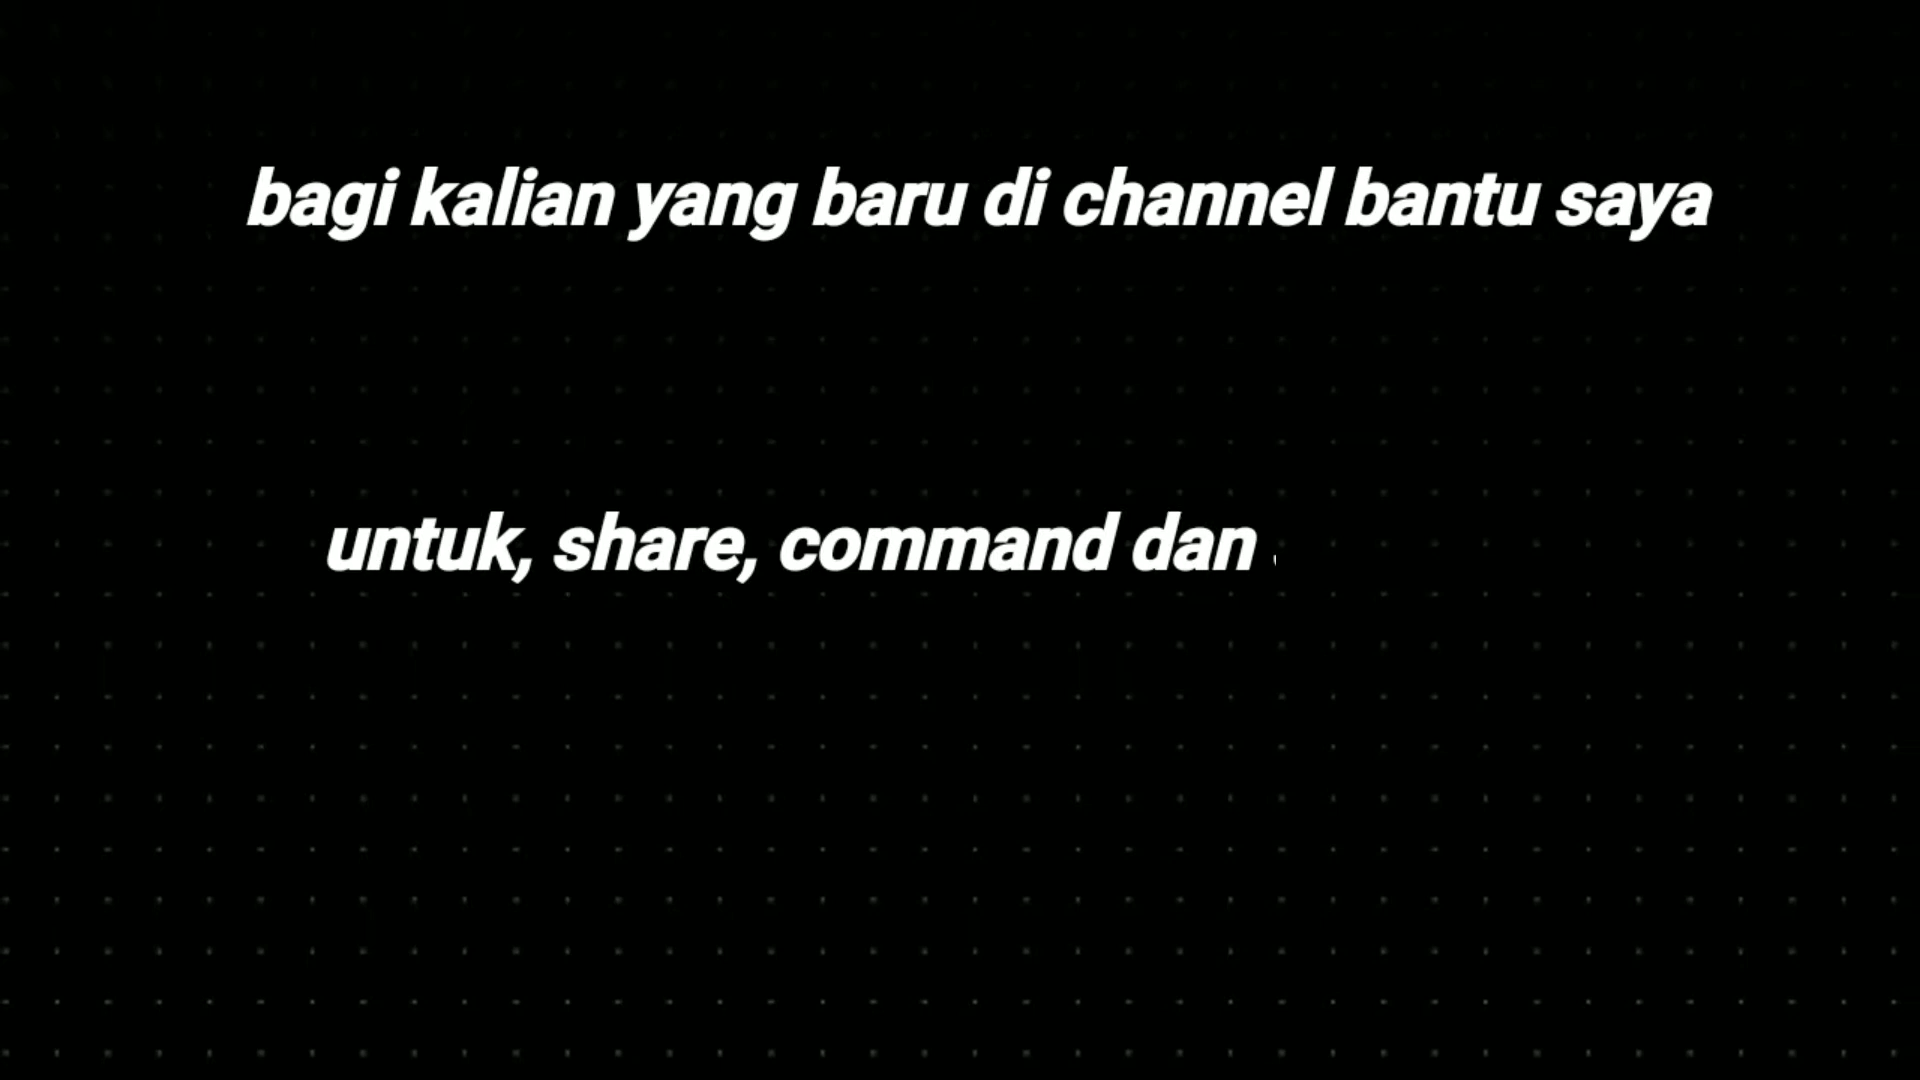 bagi kalian yang baru di channel bantu saya
untuk, share, command dan